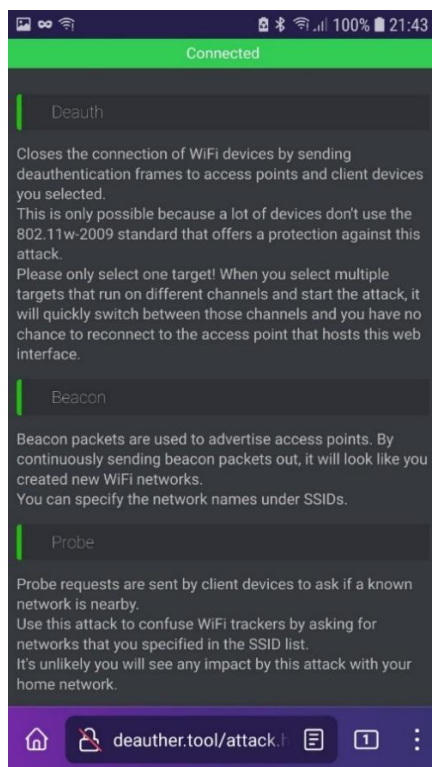 100% 21:43
Connected
Deauth
Closes the connection of WiFi devices by sending
deauthentication frames to access points and client devices
you selected.
This is only possible because a lot of devices don't use the
802.11w-2009 standard that offers a protection against this
attack.
Please only select one target! When you select multiple
targets that run on different channels and start the attack, it
will quickly switch between those channels and you have no
chance to reconnect to the access point that hosts this web
interface.
Beacon
Beacon packets are used to advertise access points. By
continuously sending beacon packets out, it will look like you
created new WiFi networks.
You can specify the network names under SSIDs.
Probe
Probe requests are sent by client devices to ask if a known
network is nearby.
Use this attack to confuse WiFi trackers by asking for
networks that you specified in the SSID list.
It's unlikely you will see any impact by this attack with your
home network.
deauther.tool/attack.h 1